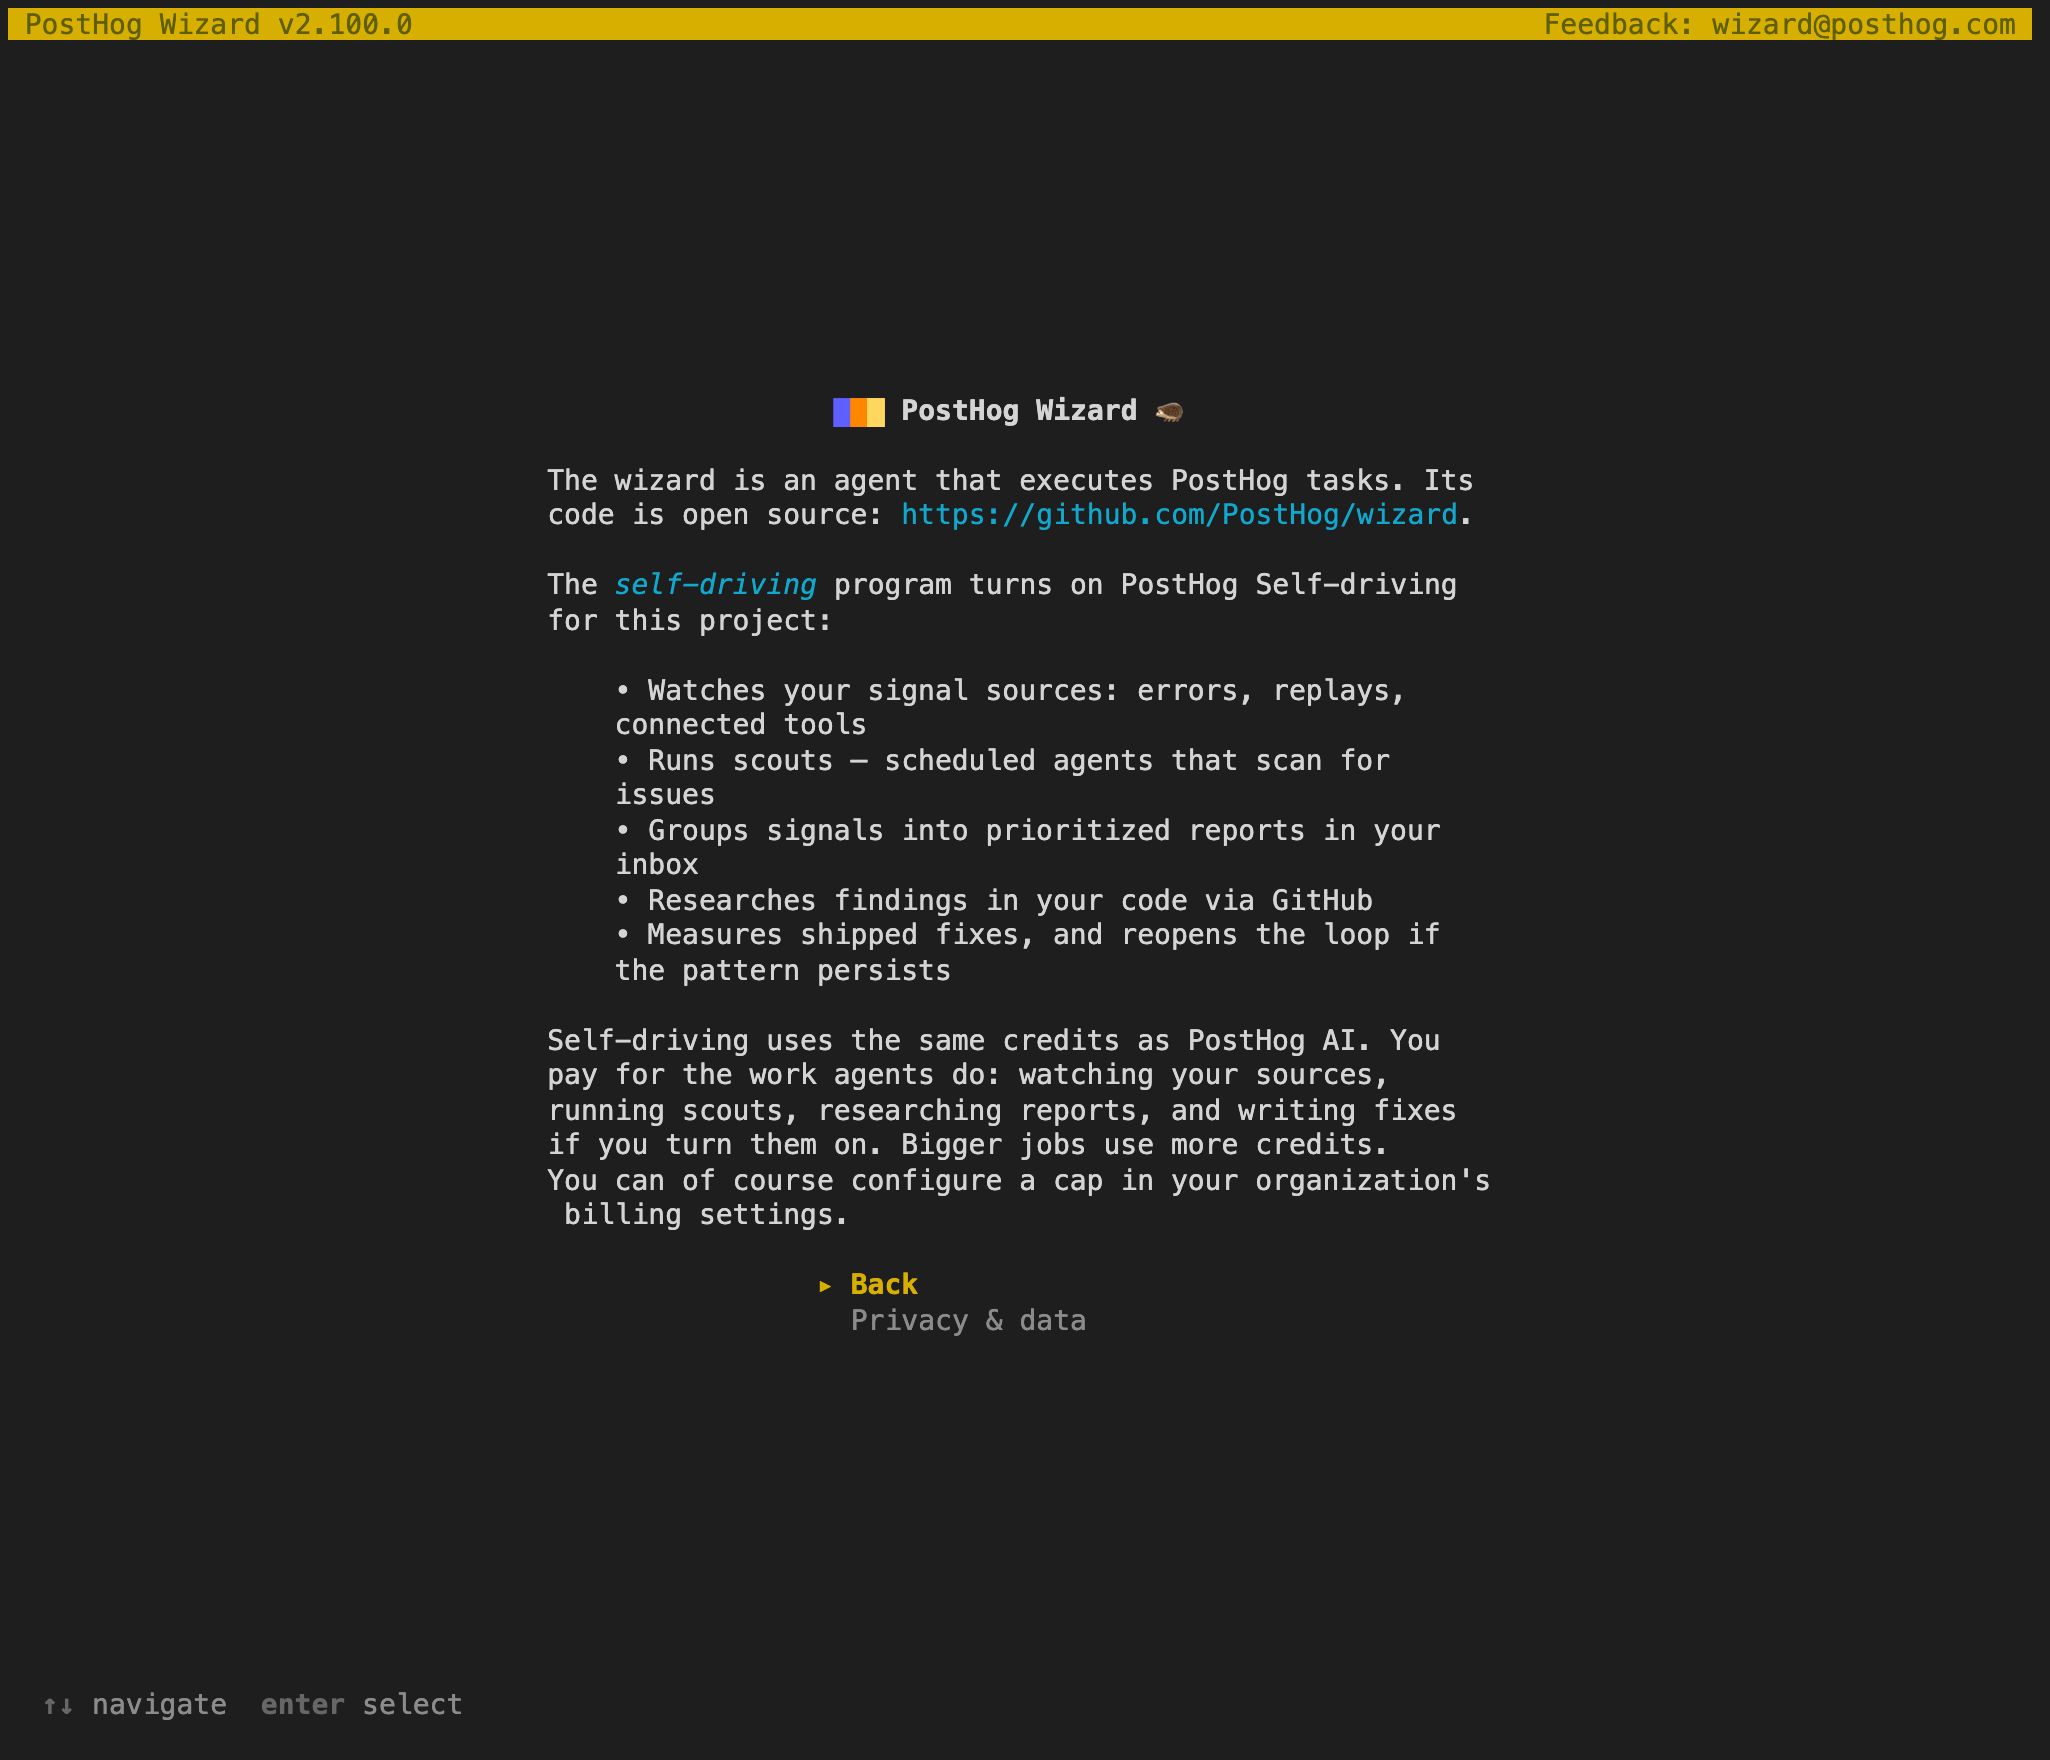 PostHog Wizard v2.100.0 Feedback: wizard@posthog.com
PostHog Wizard 🦔
The wizard is an agent that executes PostHog tasks. Its
code is open source: https://github.com/PostHog/wizard.
The self-driving program turns on PostHog Self-driving
for this project:
• Watches your signal sources: errors, replays,
connected tools
• Runs scouts — scheduled agents that scan for
issues
• Groups signals into prioritized reports in your
inbox
• Researches findings in your code via GitHub
• Measures shipped fixes, and reopens the loop if
the pattern persists
Self-driving uses the same credits as PostHog AI. You
pay for the work agents do: watching your sources,
running scouts, researching reports, and writing fixes
if you turn them on. Bigger jobs use more credits.
You can of course configure a cap in your organization's
billing settings.
▸ Back
Privacy & data
↑↓ navigate enter select